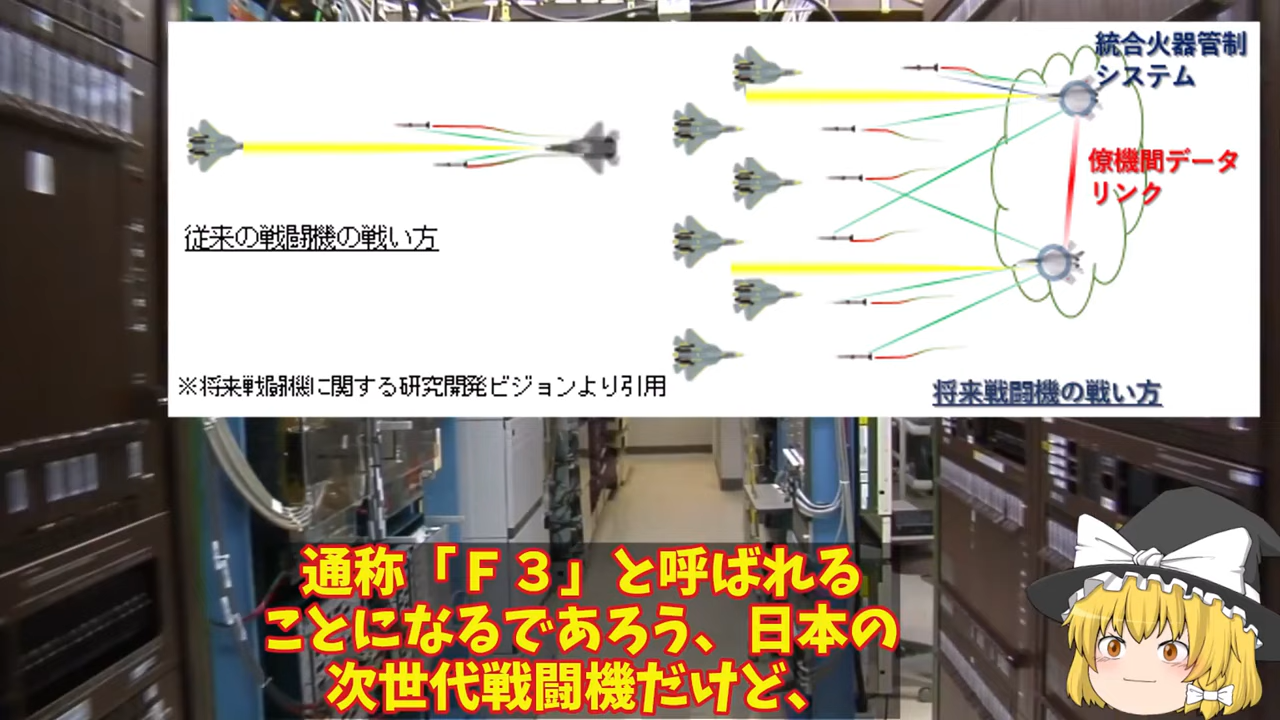 統合火器管制
システム
僚機間データ
リンク
従来の戦闘機の戦い方
※将来戦闘機に関する研究開発ビジョンより引用
将来戦闘機の戦い方
通称「F3」と呼ばれる
ことになるであろう、日本の
次世代戦闘機だけど、